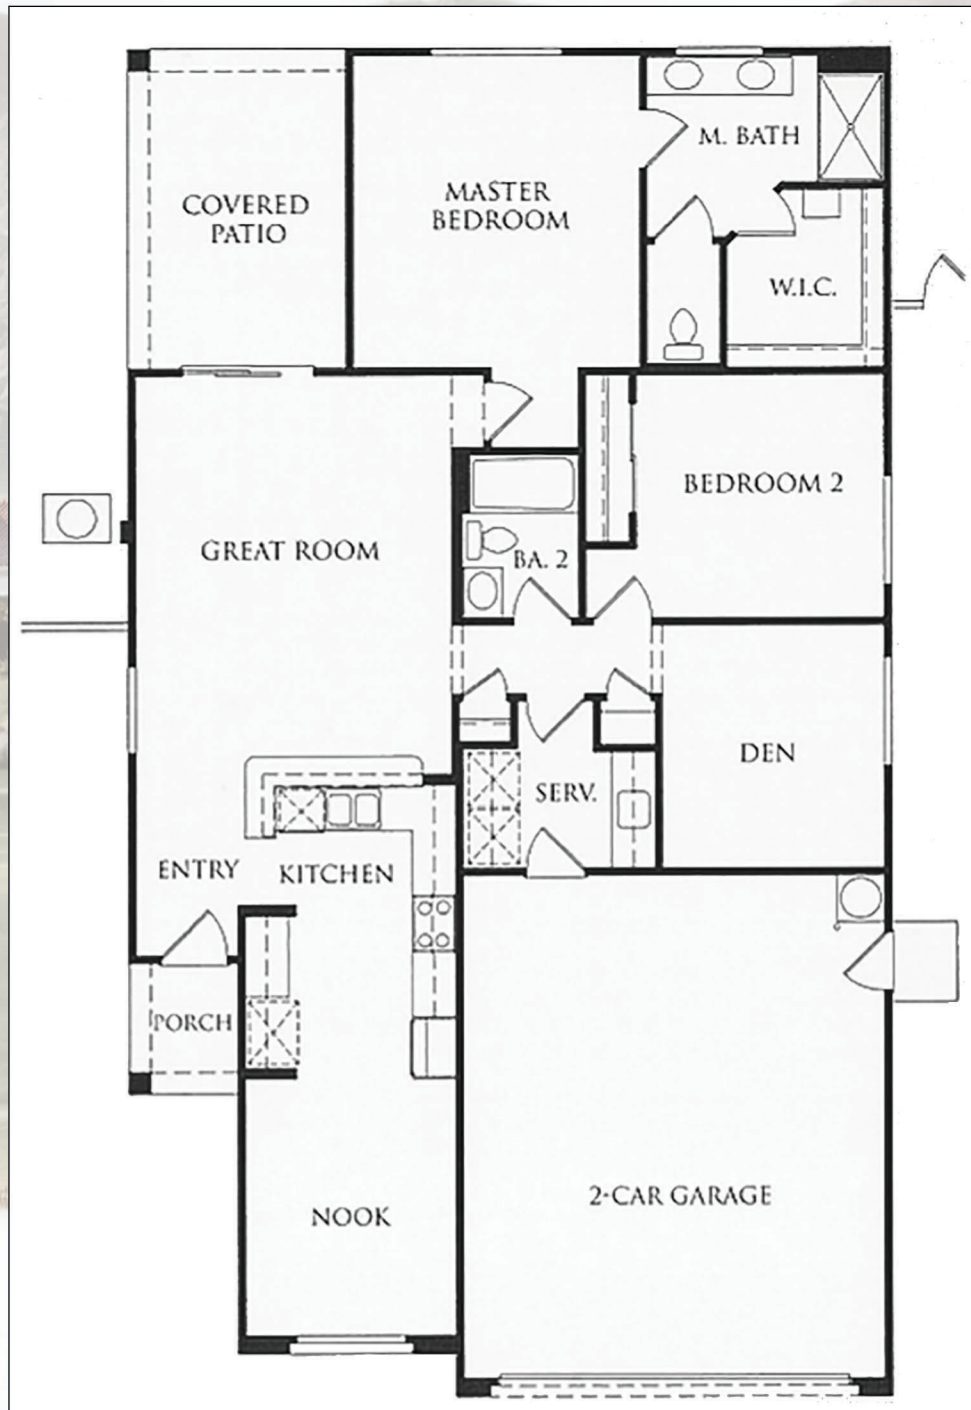 M. BATH
COVERED
PATIO
MASTER
BEDROOM
W.I.C.
BEDROOM 2
GREAT ROOM
BA. 2
DEN
SERV.
ENTRY
KITCHEN
PORCH
NOOK
2-CAR GARAGE